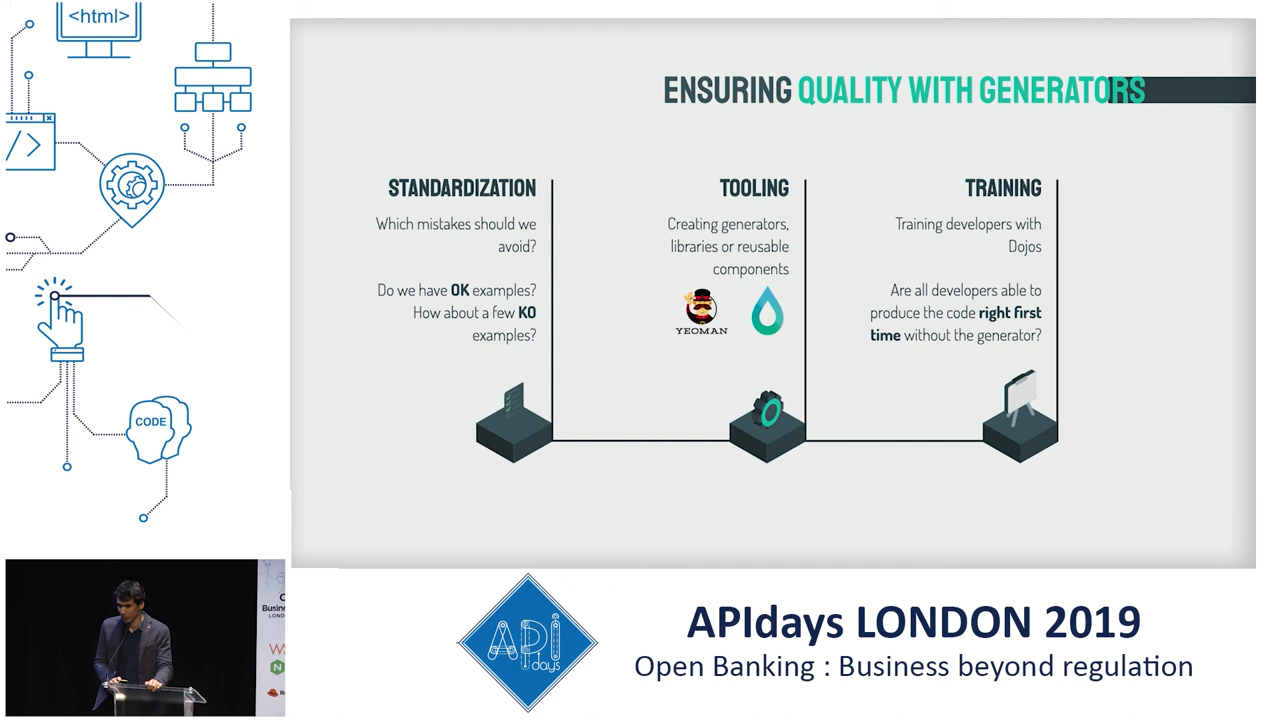 <html>
</>
CODE
ENSURING QUALITY WITH GENERATORS
STANDARDIZATION
Which mistakes should we
avoid?
Do we have OK examples?
How about a few KO
examples?
TOOLING
Creating generators,
libraries or reusable
components
YEOMAN
TRAINING
Training developers with
Dojos
Are all developers able to
produce the code right first
time without the generator?
API
days
APIdays LONDON 2019
Open Banking : Business beyond regulation